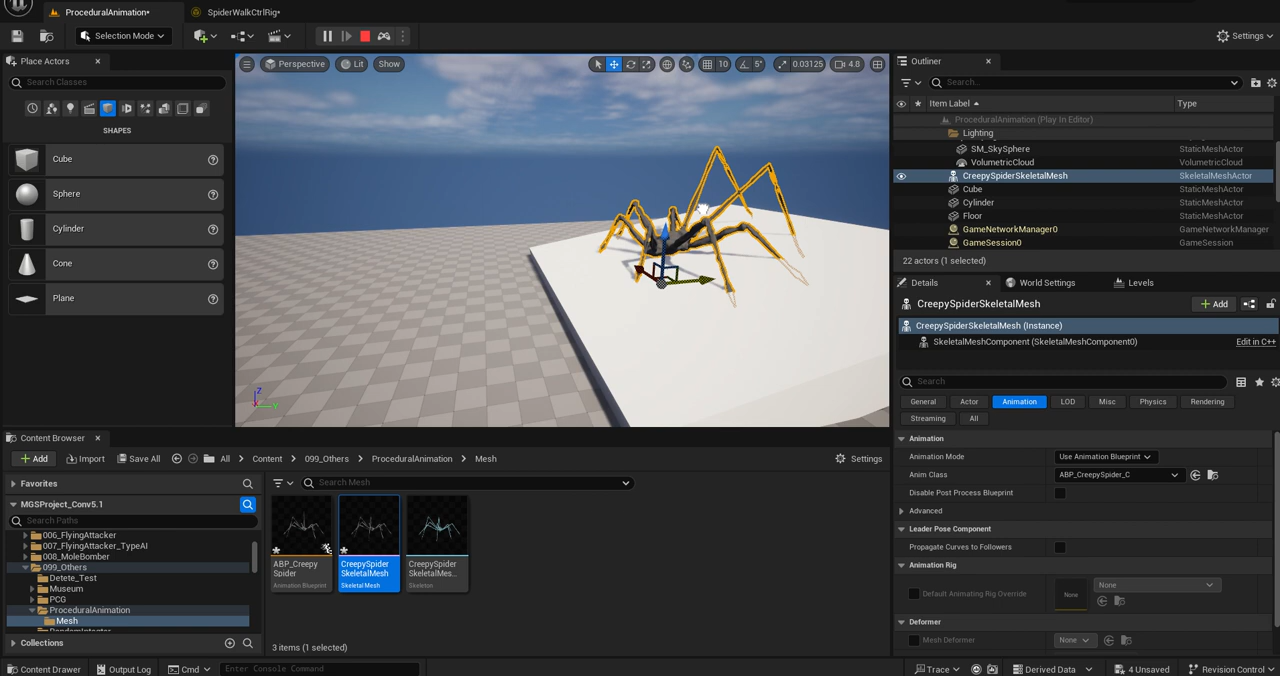 ProceduralAnimation•
SpiderWalkCtrlRig•
Selection Mode
Settings
Place Actors
Search Classes
SHAPES
Cube
Sphere
Cylinder
Cone
Plane
Perspective
Lit
Show
10
5°
0.03125
4.8
Z
Y
Outliner
Search...
Item Label
Type
ProceduralAnimation (Play In Editor)
Lighting
SM_SkySphere StaticMeshActor
VolumetricCloud VolumetricCloud
CreepySpiderSkeletalMesh SkeletalMeshActor
Cube StaticMeshActor
Cylinder StaticMeshActor
Floor StaticMeshActor
GameNetworkManager0 GameNetworkManager
GameSession0 GameSession
22 actors (1 selected)
Details
World Settings
Levels
CreepySpiderSkeletalMesh
Add
CreepySpiderSkeletalMesh (Instance)
SkeletalMeshComponent (SkeletalMeshComponent0) Edit in C++
Search
General Actor Animation LOD Misc Physics Rendering
Streaming All
Animation
Animation Mode Use Animation Blueprint
Anim Class ABP_CreepySpider_C
Disable Post Process Blueprint
Advanced
Leader Pose Component
Propagate Curves to Followers
Animation Rig
Default Animating Rig Override None None
Deformer
Mesh Deformer None
Content Browser
Add Import Save All All Content 099_Others ProceduralAnimation Mesh Settings
Favorites
MGSProject_Conv5.1
Search Paths
006_FlyingAttacker
007_FlyingAttacker_TypeAI
008_MoleBomber
099_Others
Detete_Test
Museum
PCG
ProceduralAnimation
Mesh
Collections
Search Mesh
ABP_Creepy
Spider
Animation Blueprint
CreepySpider
SkeletalMesh
Skeletal Mesh
CreepySpider
SkeletalMes...
Skeleton
3 items (1 selected)
Content Drawer Output Log Cmd Enter Console Command Trace Derived Data 4 Unsaved Revision Control